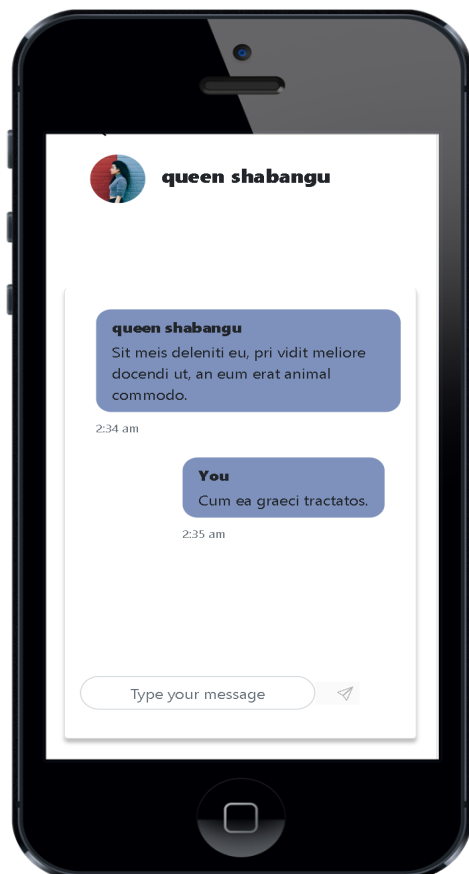 queen shabangu
queen shabangu
Sit meis deleniti eu, pri vidit meliore
docendi ut, an eum erat animal
commodo.
2:34 am
You
Cum ea graeci tractatos.
2:35 am
Type your message